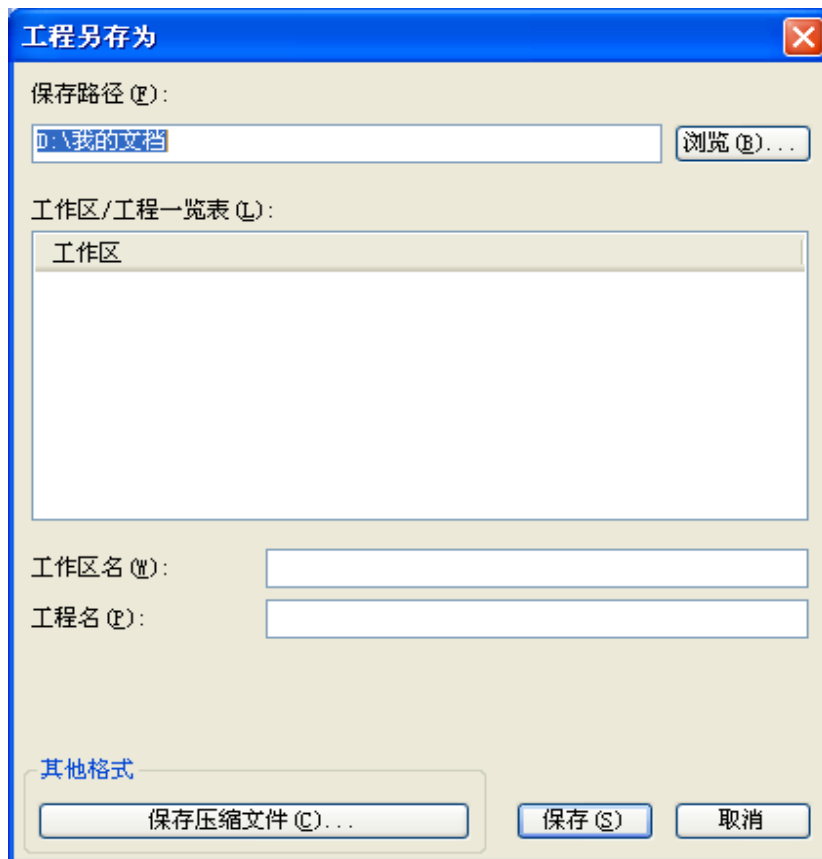 工程另存为
保存路径(F):
D:\我的文档
浏览(B)...
工作区/工程一览表(L):
工作区
工作区名(W):
工程名(P):
其他格式
保存压缩文件(C)...
保存(S)
取消